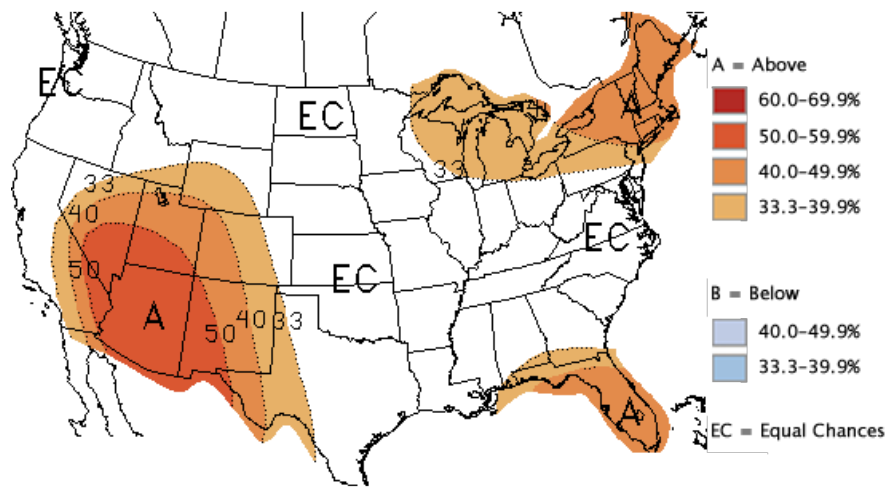 EC
EC
A
33
33
40
EC
EC
50
A
50 40 33
A
A = Above
60.0-69.9%
50.0-59.9%
40.0-49.9%
33.3-39.9%
B = Below
40.0-49.9%
33.3-39.9%
EC = Equal Chances